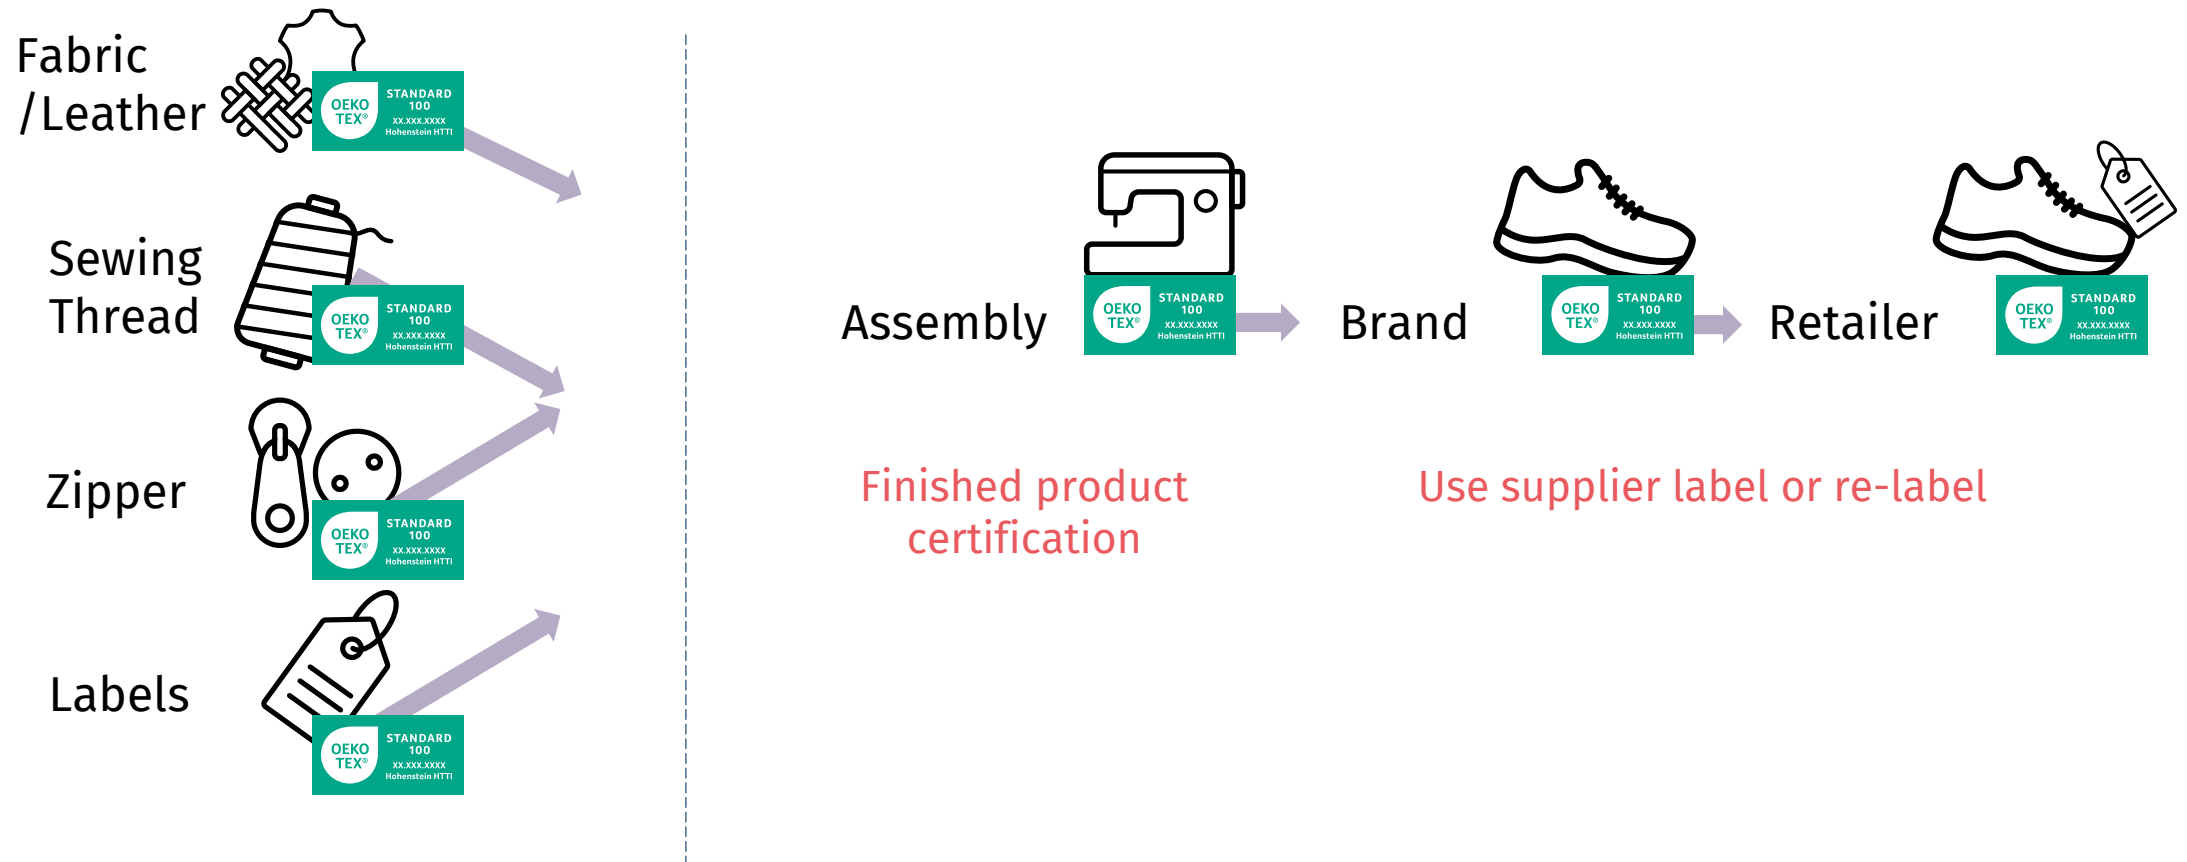 Fabric
/Leather
OEKO
TEX®
STANDARD
100
XX.XXX.XXXX
Hohenstein HTTI
Sewing
Thread
OEKO
TEX®
STANDARD
100
XX.XXX.XXXX
Hohenstein HTTI
Zipper
OEKO
TEX®
STANDARD
100
XX.XXX.XXXX
Hohenstein HTTI
Labels
OEKO
TEX®
STANDARD
100
XX.XXX.XXXX
Hohenstein HTTI
Assembly
OEKO
TEX®
STANDARD
100
XX.XXX.XXXX
Hohenstein HTTI
Brand
OEKO
TEX®
STANDARD
100
XX.XXX.XXXX
Hohenstein HTTI
Retailer
OEKO
TEX®
STANDARD
100
XX.XXX.XXXX
Hohenstein HTTI
Finished product
certification
Use supplier label or re-label